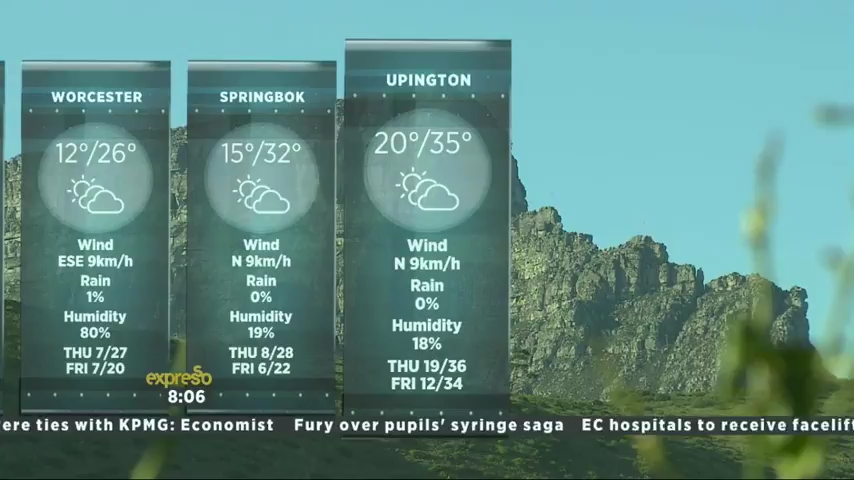 WORCESTER
12°/26°
Wind
ESE 9km/h
Rain
1%
Humidity
80%
THU 7/27
FRI 7/20
SPRINGBOK
15°/32°
Wind
N 9km/h
Rain
0%
Humidity
19%
THU 8/28
FRI 6/22
UPINGTON
20°/35°
Wind
N 9km/h
Rain
0%
Humidity
18%
THU 19/36
FRI 12/34
expresso
8:06
ere ties with KPMG: Economist Fury over pupils' syringe saga EC hospitals to receive facelift